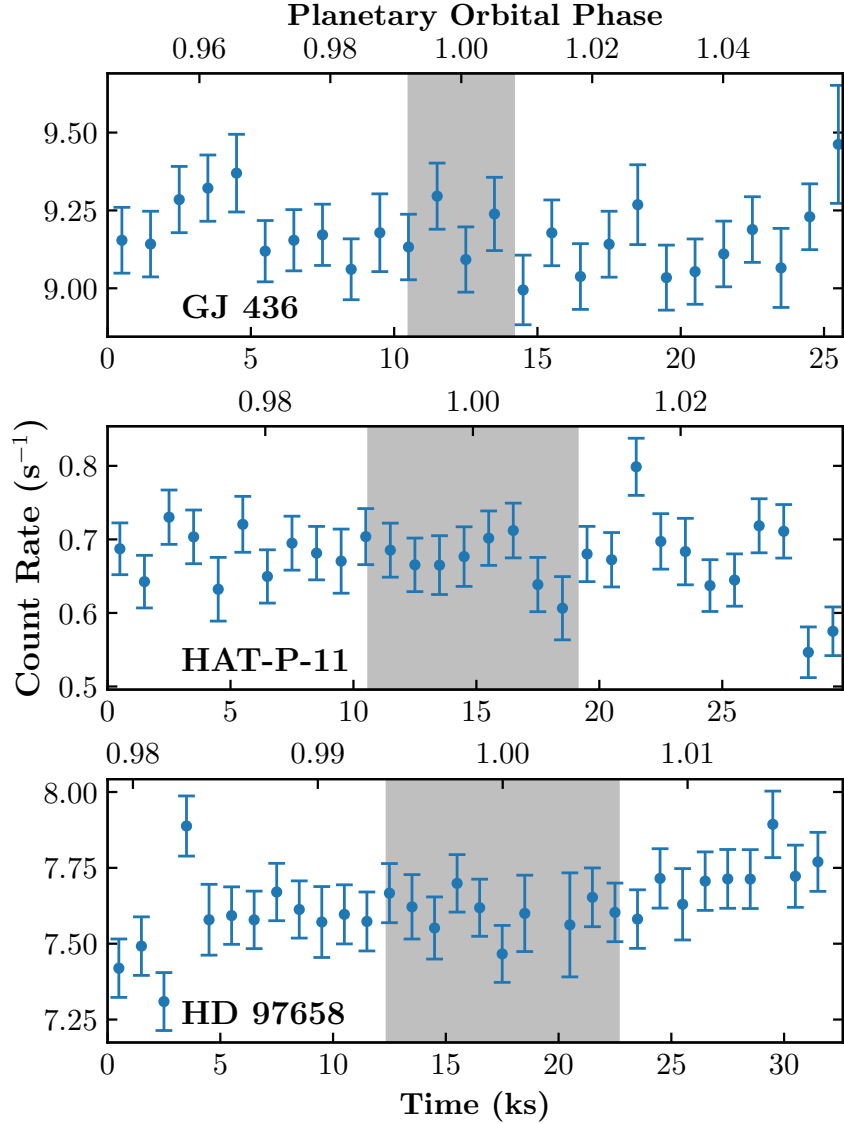 Planetary Orbital Phase
0.96 0.98 1.00 1.02 1.04
9.50
9.25
9.00
GJ 436
0 5 10 15 20 25
0.98 1.00 1.02
Count Rate (s⁻¹)
0.8
0.7
0.6
0.5
HAT-P-11
0 5 10 15 20 25
0.98 0.99 1.00 1.01
8.00
7.75
7.50
7.25
HD 97658
0 5 10 15 20 25 30
Time (ks)